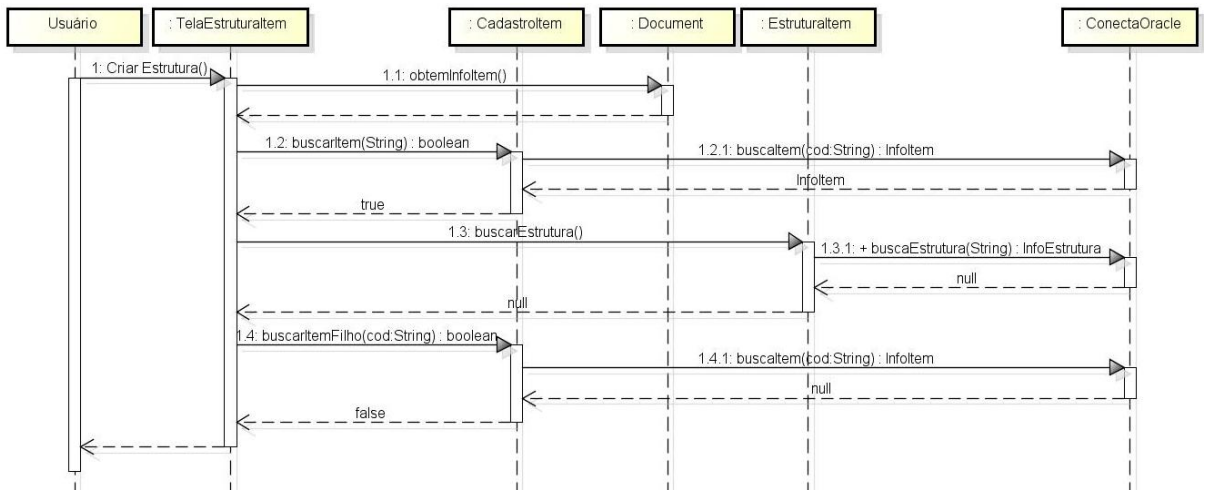 Usuário
: TelaEstruturaItem
: CadastroItem
: Document
: EstruturaItem
: ConectaOracle
1: Criar Estrutura()
1.1: obtemInfoItem()
1.2: buscarItem(String) : boolean
1.2.1: buscaItem(cod:String) : InfoItem
InfoItem
true
1.3: buscarEstrutura()
1.3.1: + buscaEstrutura(String) : InfoEstrutura
null
null
1.4: buscarItemFilho(cod:String) : boolean
1.4.1: buscaItem(cod:String) : InfoItem
null
false